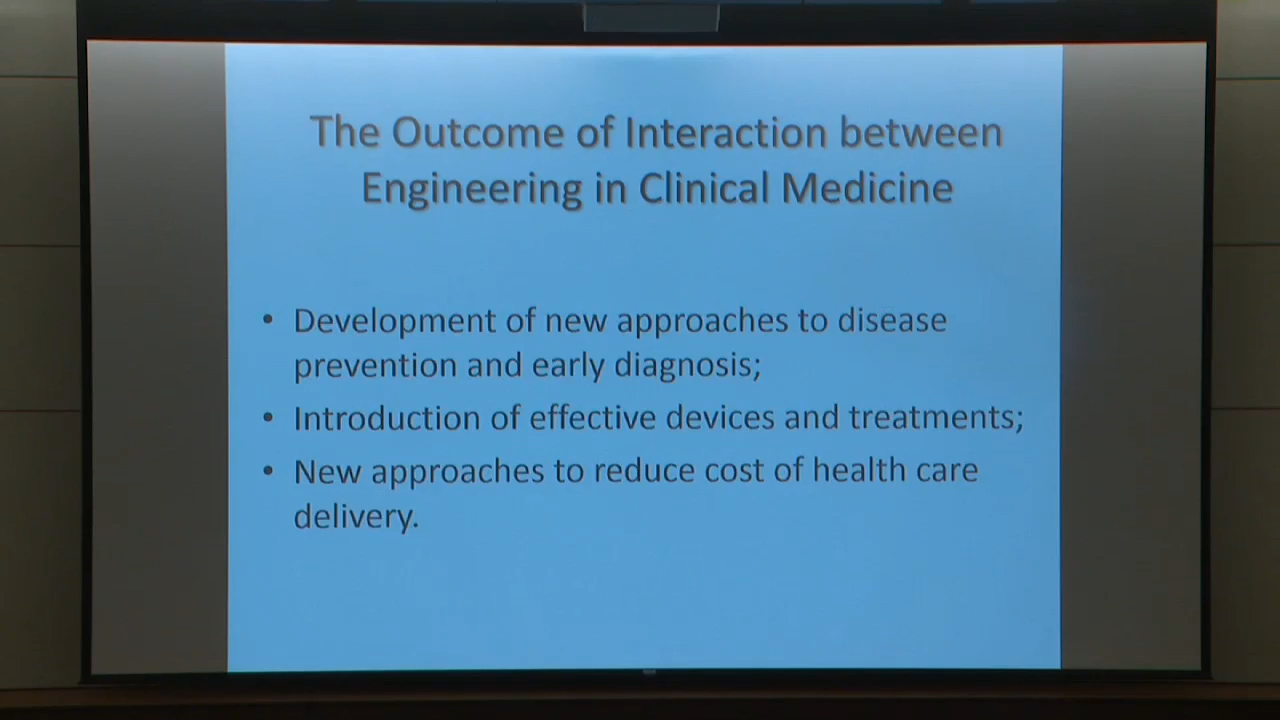 The Outcome of Interaction between
Engineering in Clinical Medicine
• Development of new approaches to disease
prevention and early diagnosis;
• Introduction of effective devices and treatments;
• New approaches to reduce cost of health care
delivery.